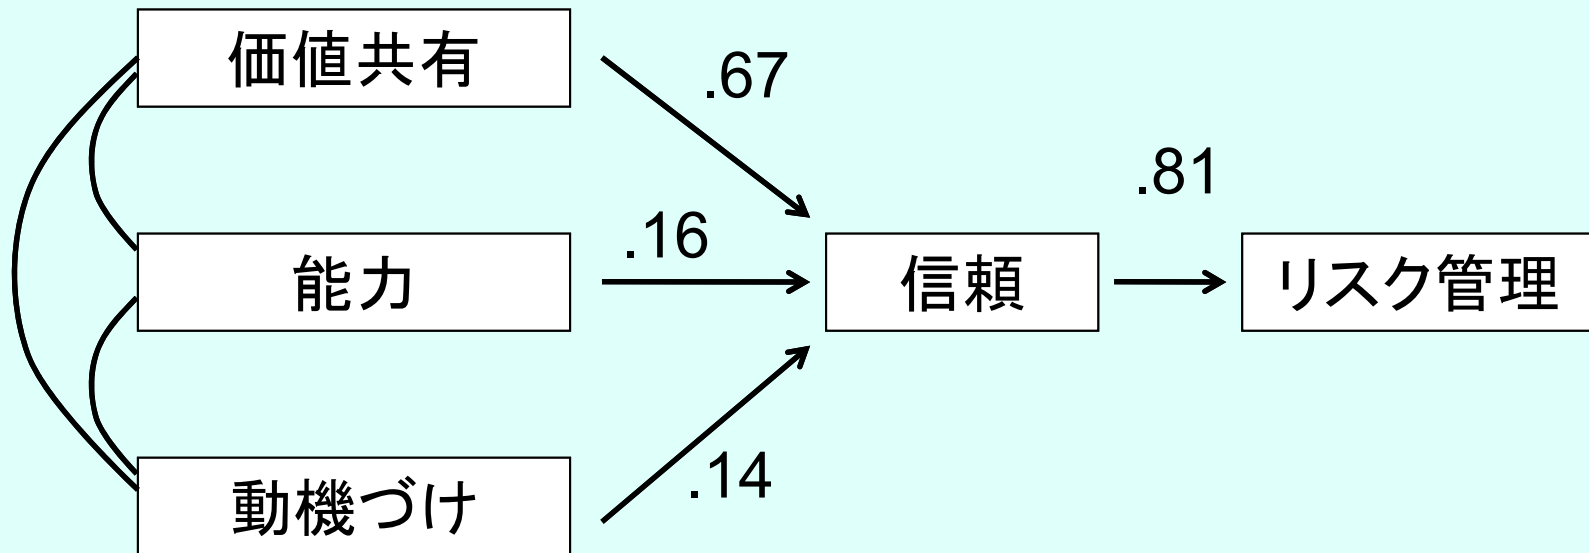 価値共有
.67
.81
.16
能力
信頼
リスク管理
.14
動機づけ